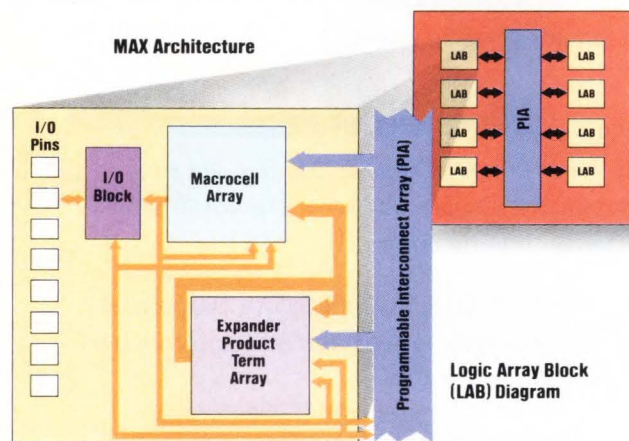 MAX Architecture
LAB
LAB
LAB
LAB
LAB
LAB
LAB
LAB
PIA
I/O
Pins
I/O
Block
Macrocell
Array
Expander
Product
Term
Array
Programmable Interconnect Array (PIA)
Logic Array Block
(LAB) Diagram